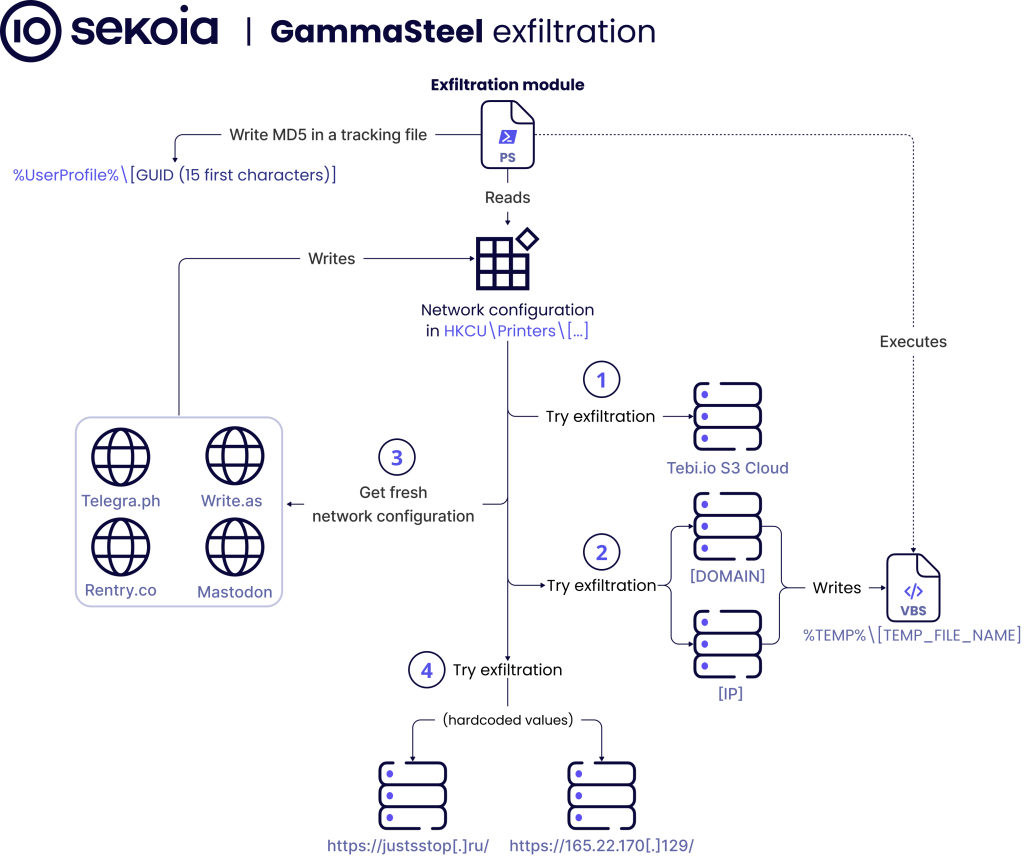 IO sekoia | GammaSteel exfiltration
Exfiltration module
PS
Write MD5 in a tracking file
%UserProfile%\[GUID (15 first characters)]
Reads
Writes
Network configuration
in HKCU\Printers\[...]
Executes
1
Try exfiltration
Tebi.io S3 Cloud
3
Get fresh
network configuration
Telegra.ph
Write.as
Rentry.co
Mastodon
2
Try exfiltration
[DOMAIN]
[IP]
Writes
VBS
%TEMP%\[TEMP_FILE_NAME]
4
Try exfiltration
(hardcoded values)
https://justsstop[.]ru/
https://165.22.170[.]129/